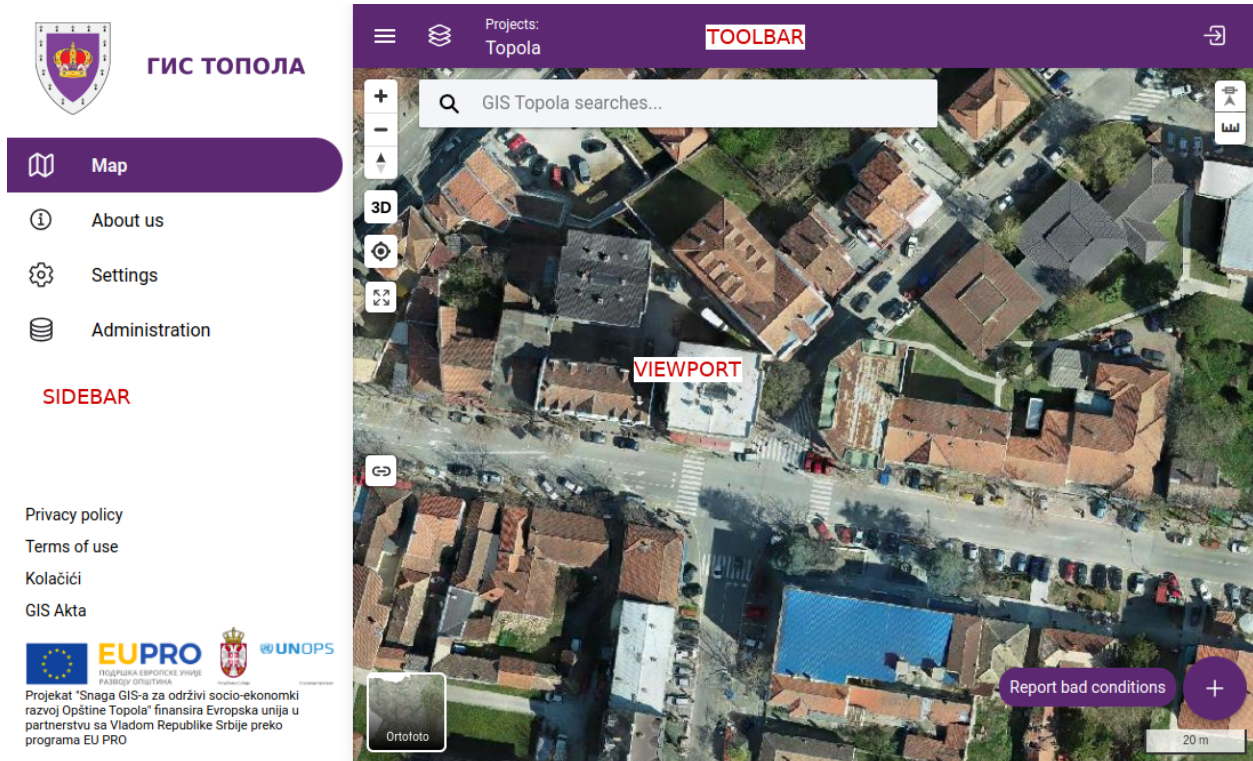 ГИС ТОПОЛА
Map
About us
Settings
Administration
SIDEBAR
Privacy policy
Terms of use
Kolačići
GIS Akta
EUPRO
ПОДРШКА ЕВРОПСКЕ УНИЈЕ
РАЗВОЈУ ОПШТИНА
UNOPS
Projekat "Snaga GIS-a za održivi socio-ekonomki
razvoj Opštine Topola" finansira Evropska unija u
partnerstvu sa Vladom Republike Srbije preko
programa EU PRO
Projects:
Topola
TOOLBAR
GIS Topola searches...
3D
VIEWPORT
Ortofoto
Report bad conditions
20 m